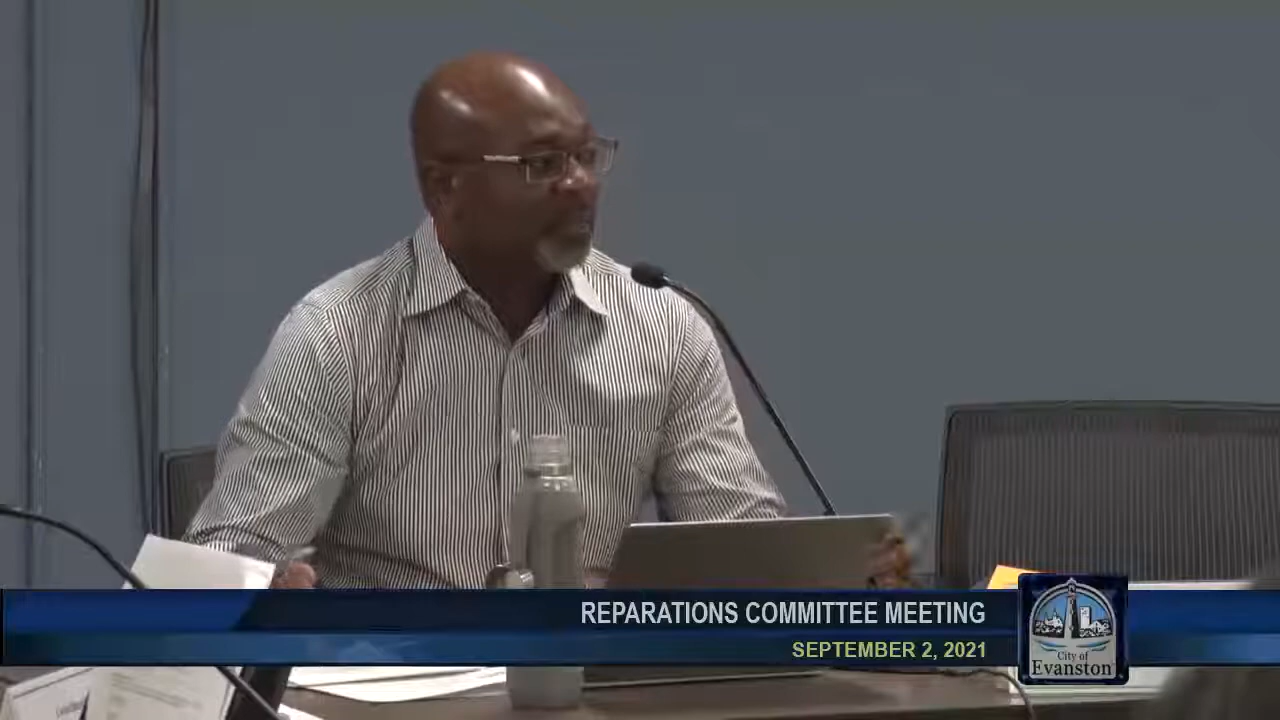 REPARATIONS COMMITTEE MEETING
SEPTEMBER 2, 2021
City of
Evanston